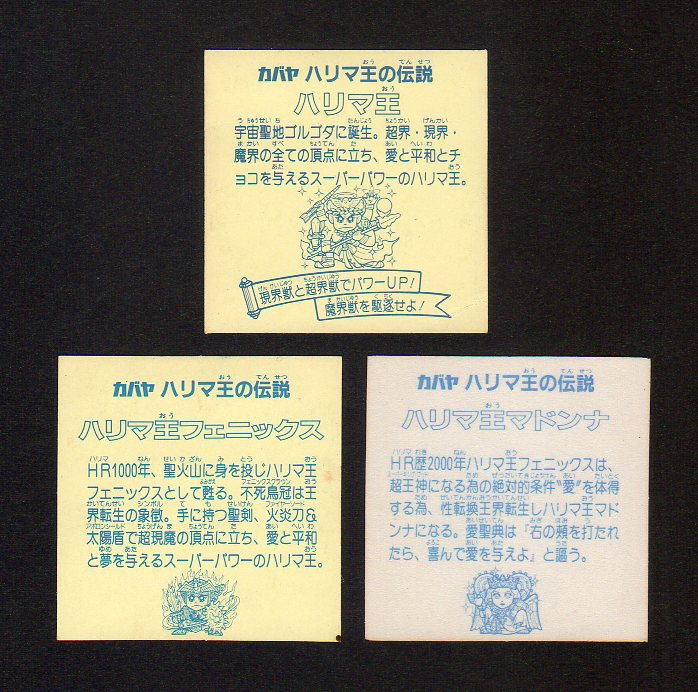 カバヤ ハリマ王の伝説
ハリマ王
宇宙聖地ゴルゴダに誕生。超界・現界・
魔界の全ての頂点に立ち、愛と平和とチ
ョコを与えるスーパーパワーのハリマ王。
現界獣と超界獣でパワーUP!
魔界獣を駆逐せよ!
カバヤ ハリマ王の伝説
ハリマ王フェニックス
HR1000年、聖火山に身を投じハリマ王
フェニックスとして甦る。不死鳥冠は王
界転生の象徴。手に持つ聖剣、火炎刀&
太陽盾で超現魔の頂点に立ち、愛と平和
と夢を与えるスーパーパワーのハリマ王。
カバヤ ハリマ王の伝説
ハリマ王マドンナ
HR歴2000年ハリマ王フェニックスは、
超王神になる為の絶対的条件“愛”を体得
する為、性転換王界転生しハリマ王マド
ンナになる。愛聖典は『右の頬を打たれ
たら、喜んで愛を与えよ』と謳う。